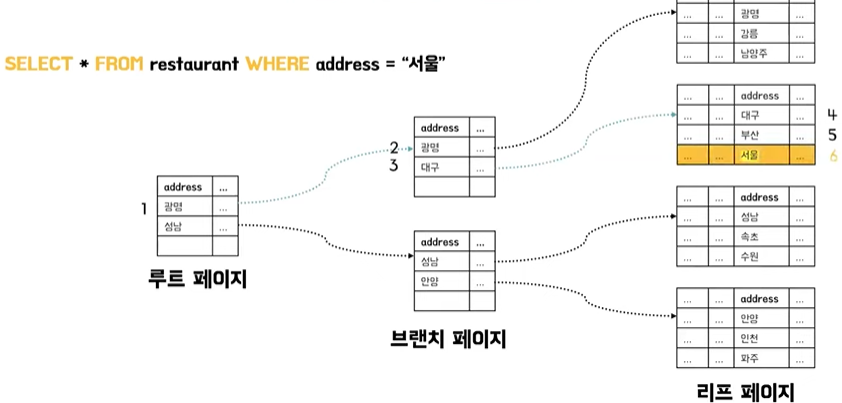 SELECT * FROM restaurant WHERE address = “서울”
1
address ...
광명 ...
성남 ...
루트 페이지
2
3
address ...
광명 ...
대구 ...
address ...
성남 ...
안양 ...
브랜치 페이지
... ... 광명 ...
... ... 강릉 ...
... ... 남양주 ...
... ... address ...
... ... 대구 ... 4
... ... 부산 ... 5
... ... 서울 ... 6
... ... address ...
... ... 성남 ...
... ... 속초 ...
... ... 수원 ...
... ... address ...
... ... 안양 ...
... ... 인천 ...
... ... 파주 ...
리프 페이지